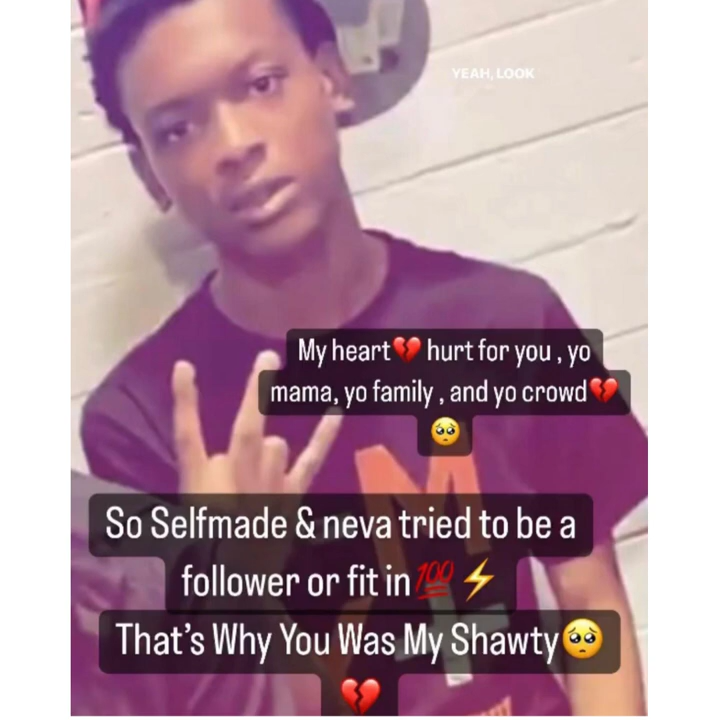 YEAH, LOOK
My heart💔 hurt for you , yo
mama, yo family , and yo crowd💔
🥺
So Selfmade & neva tried to be a
follower or fit in💯⚡
That’s Why You Was My Shawty🥺
💔
M